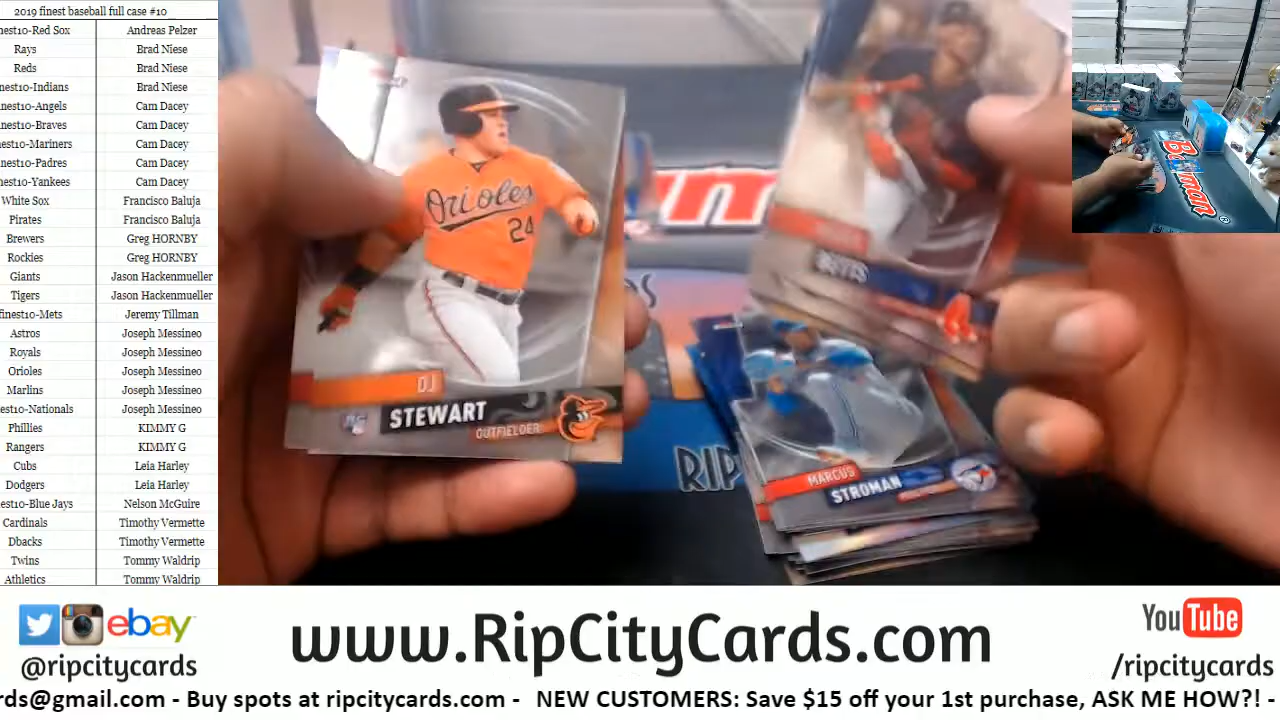 2019 finest baseball full case #10
nest10-Red Sox Andreas Pelzer
Rays Brad Niese
Reds Brad Niese
nest10-Indians Brad Niese
nest10-Angels Cam Dacey
nest10-Braves Cam Dacey
nest10-Mariners Cam Dacey
nest10-Padres Cam Dacey
nest10-Yankees Cam Dacey
White Sox Francisco Baluja
Pirates Francisco Baluja
Brewers Greg HORNBY
Rockies Greg HORNBY
Giants Jason Hackenmueller
Tigers Jason Hackenmueller
finest10-Mets Jeremy Tillman
Astros Joseph Messineo
Royals Joseph Messineo
Orioles Joseph Messineo
Marlins Joseph Messineo
nest10-Nationals Joseph Messineo
Phillies KIMMY G
Rangers KIMMY G
Cubs Leia Harley
Dodgers Leia Harley
nest10-Blue Jays Nelson McGuire
Cardinals Timothy Vermette
Dbacks Timothy Vermette
Twins Tommy Waldrip
Athletics Tommy Waldrip
Orioles
24
DJ
STEWART
OUTFIELDER
BETTS
MARCUS
STROMAN
RIP
Bowman
ebay
@ripcitycards
www.RipCityCards.com
YouTube
/ripcitycards
rds@gmail.com - Buy spots at ripcitycards.com - NEW CUSTOMERS: Save $15 off your 1st purchase, ASK ME HOW?! -